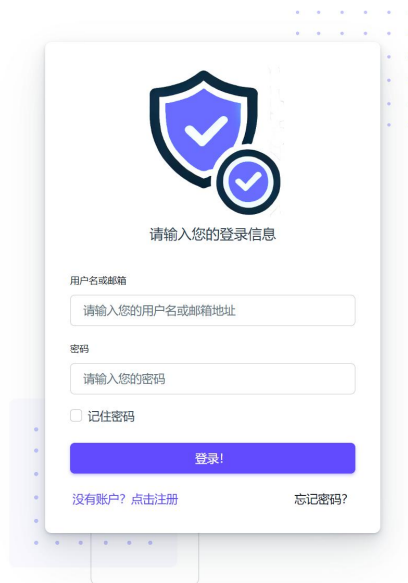 请输入您的登录信息
用户名或邮箱
请输入您的用户名或邮箱地址
密码
请输入您的密码
记住密码
登录!
没有账户?点击注册 忘记密码?